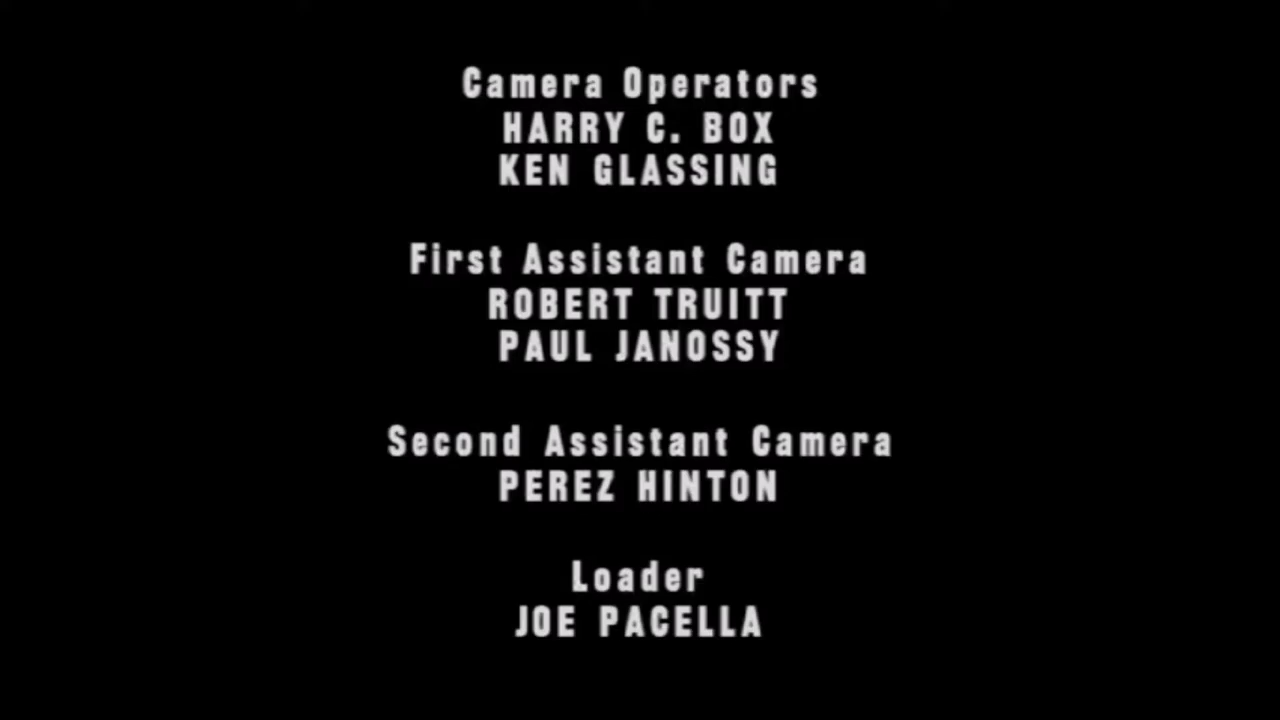 Camera Operators
HARRY C. BOX
KEN GLASSING
First Assistant Camera
ROBERT TRUITT
PAUL JANOSSY
Second Assistant Camera
PEREZ HINTON
Loader
JOE PACELLA